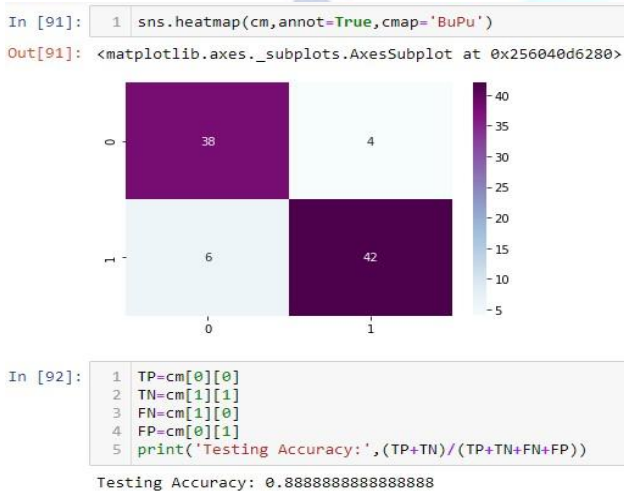 In [91]: 1 sns.heatmap(cm,annot=True,cmap='BuPu')
Out[91]: <matplotlib.axes._subplots.AxesSubplot at 0x256040d6280>
40
0 38 4
35
30
25
20
1 6 42
15
10
5
0 1
In [92]: 1 TP=cm[0][0]
2 TN=cm[1][1]
3 FN=cm[1][0]
4 FP=cm[0][1]
5 print('Testing Accuracy:',(TP+TN)/(TP+TN+FN+FP))
Testing Accuracy: 0.8888888888888888